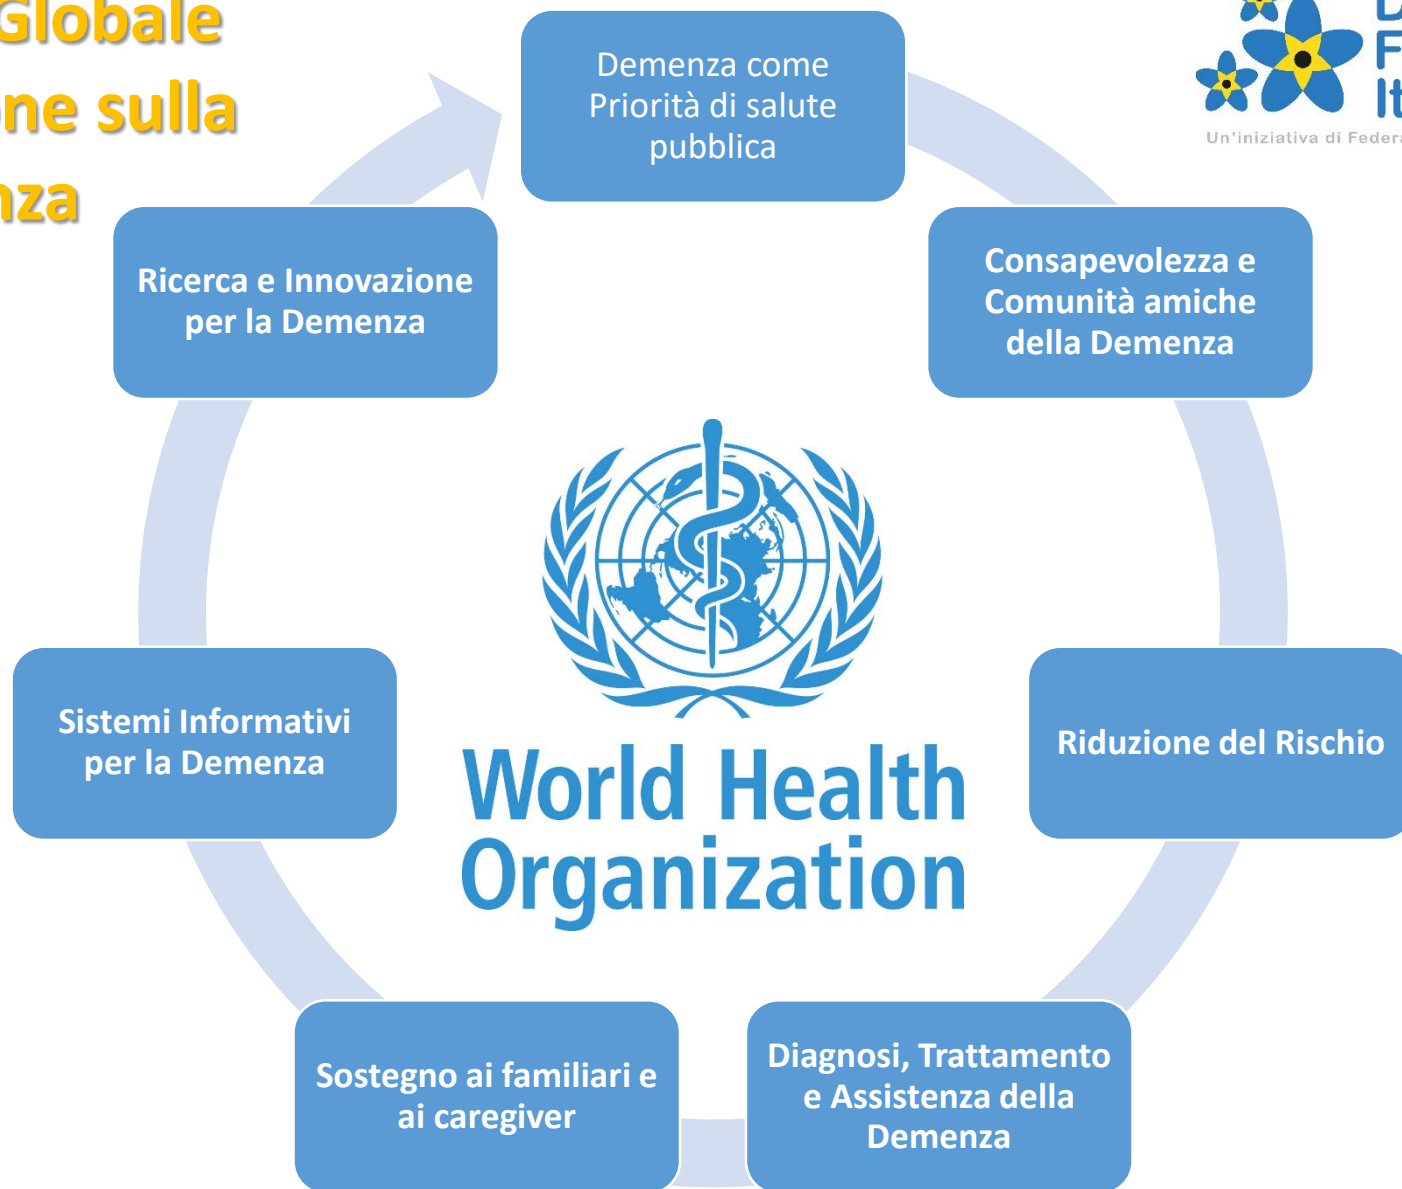 Globale
ne sulla
Demenza come
Priorità di salute
pubblica
Un'iniziativa di
Consapevolezza e
Comunità amiche
della Demenza
Ricerca e Innovazione
per la Demenza
Riduzione del Rischio
Sistemi Informativi
per la Demenza
World Health
Organization
Diagnosi, Trattamento
e Assistenza della
Demenza
Sostegno ai familiari e
ai caregiver